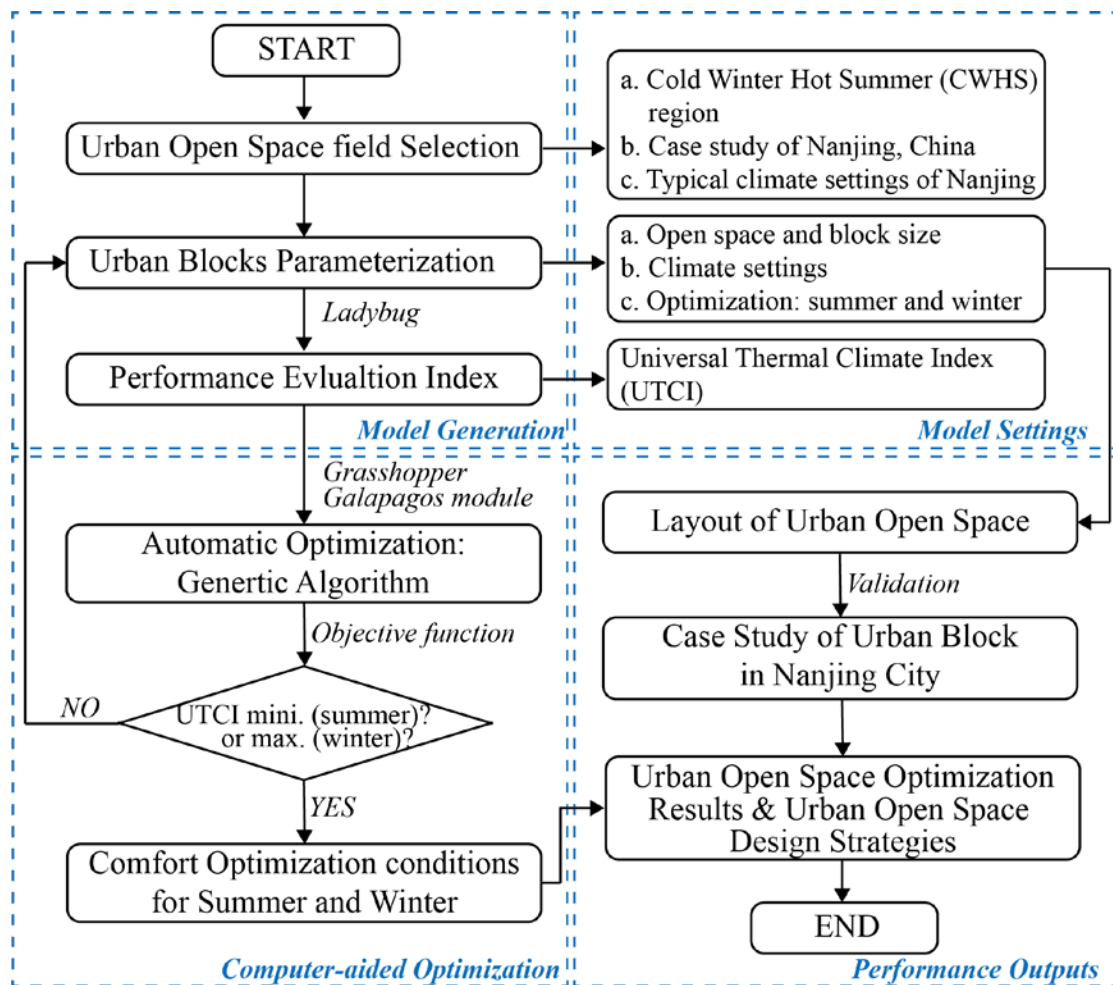 START
Urban Open Space field Selection
a. Cold Winter Hot Summer (CWHS)
region
b. Case study of Nanjing, China
c. Typical climate settings of Nanjing
Urban Blocks Parameterization
a. Open space and block size
b. Climate settings
c. Optimization: summer and winter
Ladybug
Performance Evlualtion Index
Universal Thermal Climate Index
(UTCI)
Model Generation
Model Settings
Grasshopper
Galapagos module
Automatic Optimization:
Genertic Algorithm
Objective function
UTCI mini. (summer)?
or max. (winter)?
NO
YES
Comfort Optimization conditions
for Summer and Winter
Computer-aided Optimization
Layout of Urban Open Space
Validation
Case Study of Urban Block
in Nanjing City
Urban Open Space Optimization
Results & Urban Open Space
Design Strategies
END
Performance Outputs